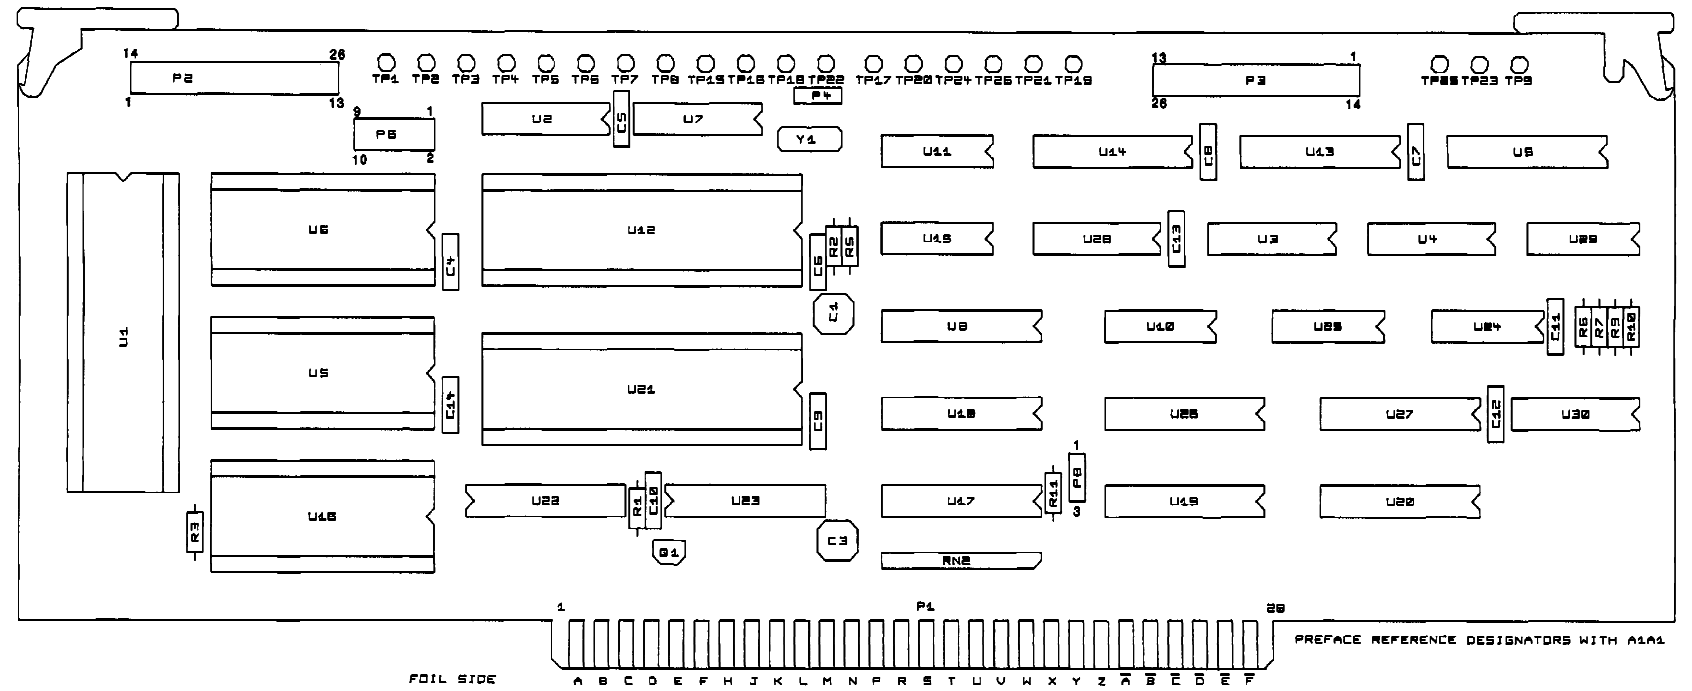 14 26
P2
1 13
TP1 TP2 TP3 TP4 TP5 TP6 TP7 TP8 TP15 TP16 TP18 TP22 TP17 TP20 TP24 TP21 TP19
13 1
P3
26 14
TP23 TP9
P4
9 1
P6
10 2
U2 C5 U7
Y1
U11 U14 C8 U13 C7
U1
U6 C4 U12 C6 R2 R5
C1
U15 U28 C13 U3 U4 U29
U8 U10 U25 U24 C11 R6 R7 R9 R10
U5 C14 U21 C9
U18 U26 U27 C12 U30
R3 U16 U22 R1 C10 U23
Q1 C3
U17 R11
1
P8
3
U19 U20
RN2
1 P1 28
PREFACE REFERENCE DESIGNATORS WITH A1A1
FOIL SIDE A B C D E F H J K L M N P R S T U V W X Y Z A̅ B̅ C̅ D̅ E̅ F̅